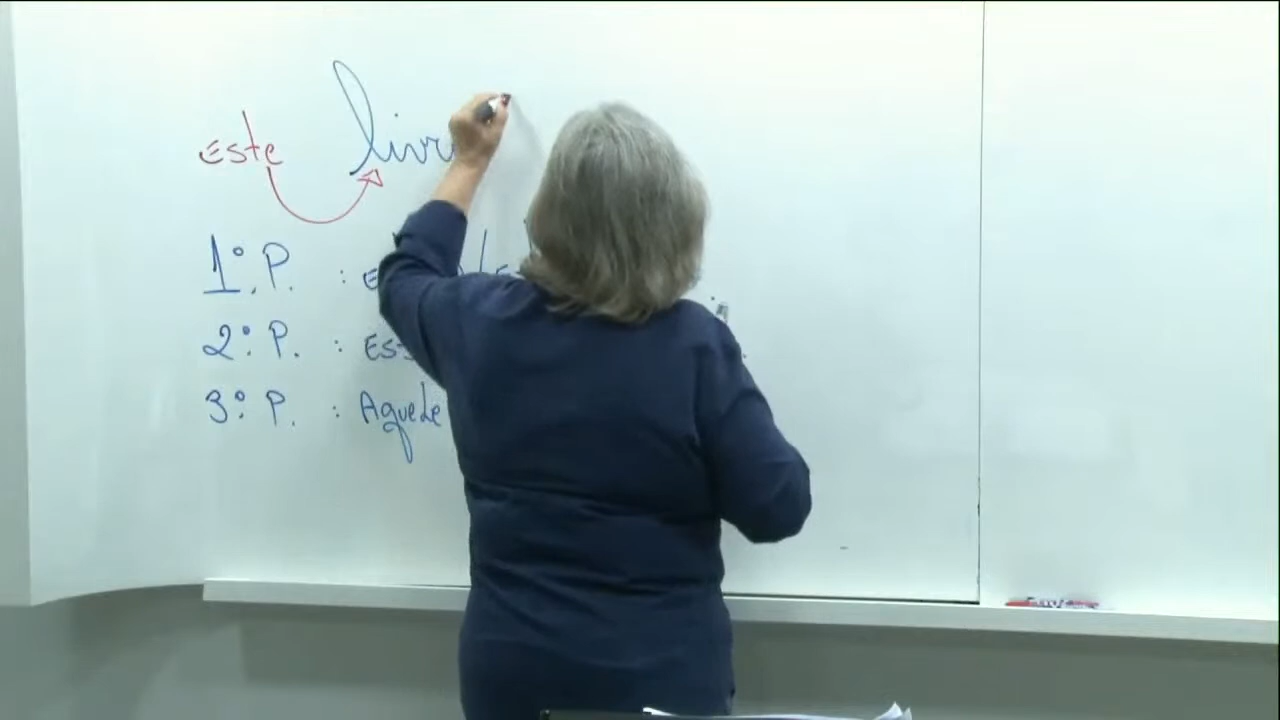 Este livr
1º. P. :
2º. P. : Ess
3º. P. : Aquele